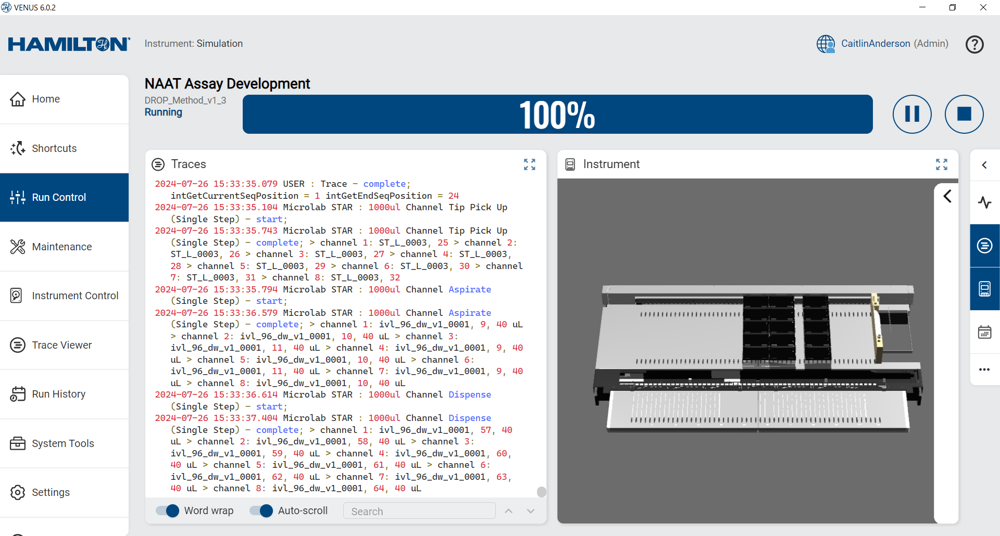 VENUS 6.0.2
HAMILTON
Instrument: Simulation
CaitlinAnderson (Admin)
Home
Shortcuts
Run Control
Maintenance
Instrument Control
Trace Viewer
Run History
System Tools
Settings
NAAT Assay Development
DROP_Method_v1_3
Running
100%
Traces
2024-07-26 15:33:35.079 USER : Trace - complete;
intGetCurrentSeqPosition = 1 intGetEndSeqPosition = 24
2024-07-26 15:33:35.104 Microlab STAR : 1000ul Channel Tip Pick Up
(Single Step) - start;
2024-07-26 15:33:35.743 Microlab STAR : 1000ul Channel Tip Pick Up
(Single Step) - complete; > channel 1: ST_L_0003, 25 > channel 2:
ST_L_0003, 26 > channel 3: ST_L_0003, 27 > channel 4: ST_L_0003,
28 > channel 5: ST_L_0003, 29 > channel 6: ST_L_0003, 30 > channel
7: ST_L_0003, 31 > channel 8: ST_L_0003, 32
2024-07-26 15:33:35.794 Microlab STAR : 1000ul Channel Aspirate
(Single Step) - start;
2024-07-26 15:33:36.579 Microlab STAR : 1000ul Channel Aspirate
(Single Step) - complete; > channel 1: ivl_96_dw_v1_0001, 9, 40 uL
> channel 2: ivl_96_dw_v1_0001, 10, 40 uL > channel 3:
ivl_96_dw_v1_0001, 11, 40 uL > channel 4: ivl_96_dw_v1_0001, 9, 40
uL > channel 5: ivl_96_dw_v1_0001, 10, 40 uL > channel 6:
ivl_96_dw_v1_0001, 11, 40 uL > channel 7: ivl_96_dw_v1_0001, 9, 40
uL > channel 8: ivl_96_dw_v1_0001, 10, 40 uL
2024-07-26 15:33:36.614 Microlab STAR : 1000ul Channel Dispense
(Single Step) - start;
2024-07-26 15:33:37.404 Microlab STAR : 1000ul Channel Dispense
(Single Step) - complete; > channel 1: ivl_96_dw_v1_0001, 57, 40
uL > channel 2: ivl_96_dw_v1_0001, 58, 40 uL > channel 3:
ivl_96_dw_v1_0001, 59, 40 uL > channel 4: ivl_96_dw_v1_0001, 60,
40 uL > channel 5: ivl_96_dw_v1_0001, 61, 40 uL > channel 6:
ivl_96_dw_v1_0001, 62, 40 uL > channel 7: ivl_96_dw_v1_0001, 63,
40 uL > channel 8: ivl_96_dw_v1_0001, 64, 40 uL
Word wrap
Auto-scroll
Search
Instrument